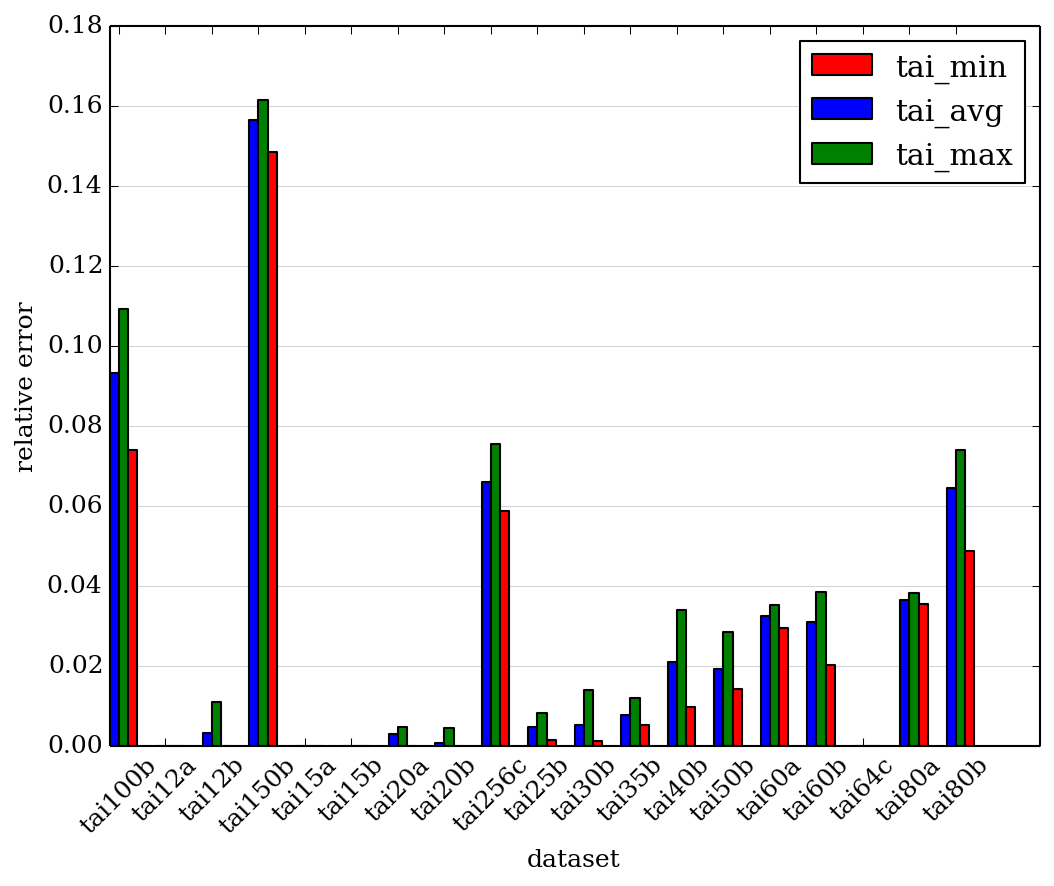 0.18
0.16
0.14
0.12
0.10
0.08
0.06
0.04
0.02
0.00
relative error
tai_min
tai_avg
tai_max
tai100b
tai12a
tai12b
tai150b
tai15a
tai15b
tai20a
tai20b
tai256c
tai25b
tai30b
tai35b
tai40b
tai50b
tai60a
tai60b
tai64c
tai80a
tai80b
dataset